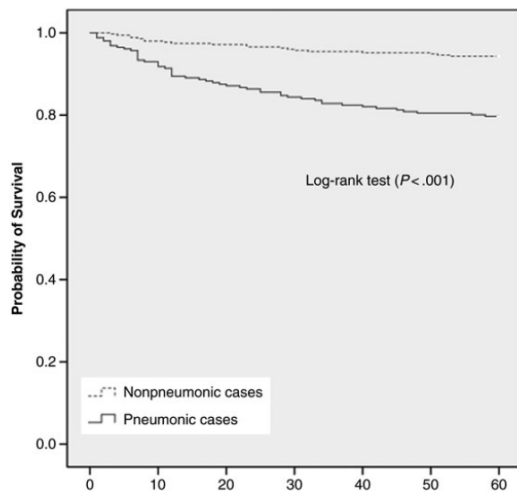 1.0
0.8
Log-rank test (P<.001)
0.6
Probability of Survival
0.4
0.2
Nonpneumonic cases
Pneumonic cases
0.0
0 10 20 30 40 50 60